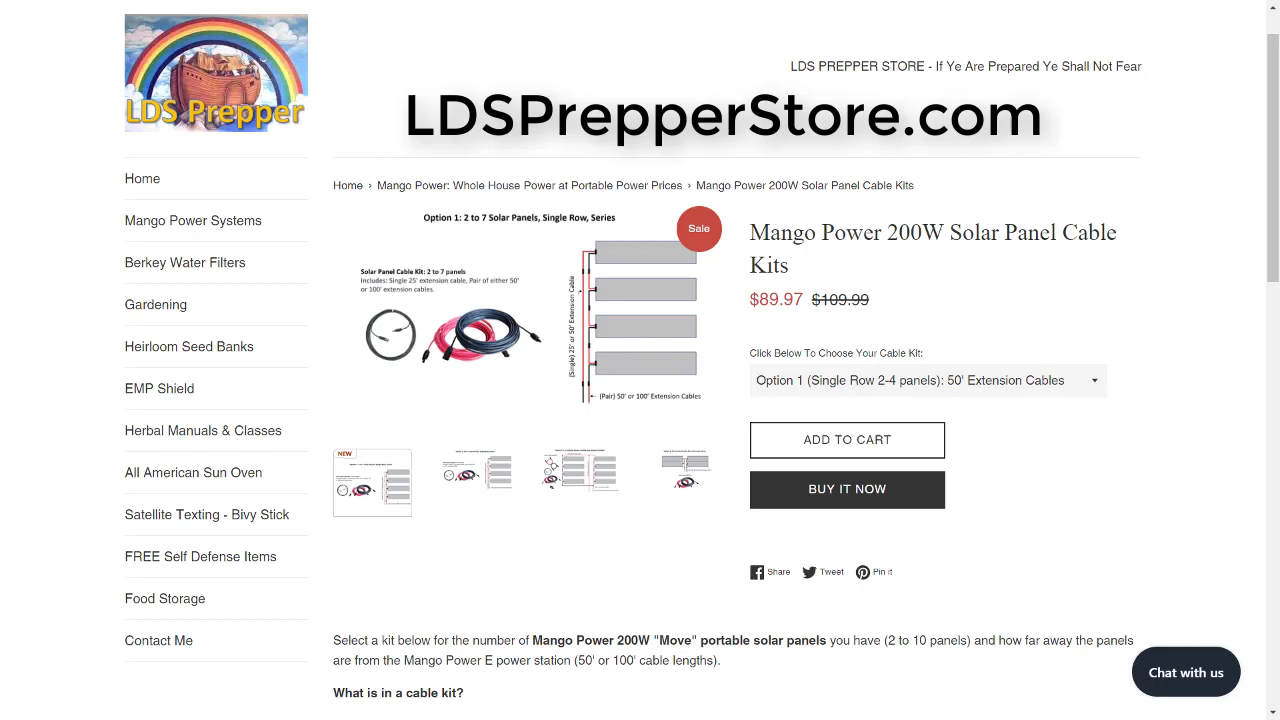 LDS Prepper
LDS PREPPER STORE - If Ye Are Prepared Ye Shall Not Fear
LDSPrepperStore.com
Home
Mango Power Systems
Berkey Water Filters
Gardening
Heirloom Seed Banks
EMP Shield
Herbal Manuals & Classes
All American Sun Oven
Satellite Texting - Bivy Stick
FREE Self Defense Items
Food Storage
Contact Me
Home › Mango Power: Whole House Power at Portable Power Prices › Mango Power 200W Solar Panel Cable Kits
Option 1: 2 to 7 Solar Panels, Single Row, Series
Sale
Solar Panel Cable Kit: 2 to 7 panels
Includes: Single 25' extension cable, Pair of either 50'
or 100' extension cables.
(Single) 25' or 50' Extension Cable
(Pair) 50' or 100' Extension Cables
NEW
Mango Power 200W Solar Panel Cable
Kits
$89.97 $109.99
Click Below To Choose Your Cable Kit:
Option 1 (Single Row 2-4 panels): 50' Extension Cables
ADD TO CART
BUY IT NOW
Share Tweet Pin it
Select a kit below for the number of Mango Power 200W "Move" portable solar panels you have (2 to 10 panels) and how far away the panels
are from the Mango Power E power station (50' or 100' cable lengths).
What is in a cable kit?
Chat with us